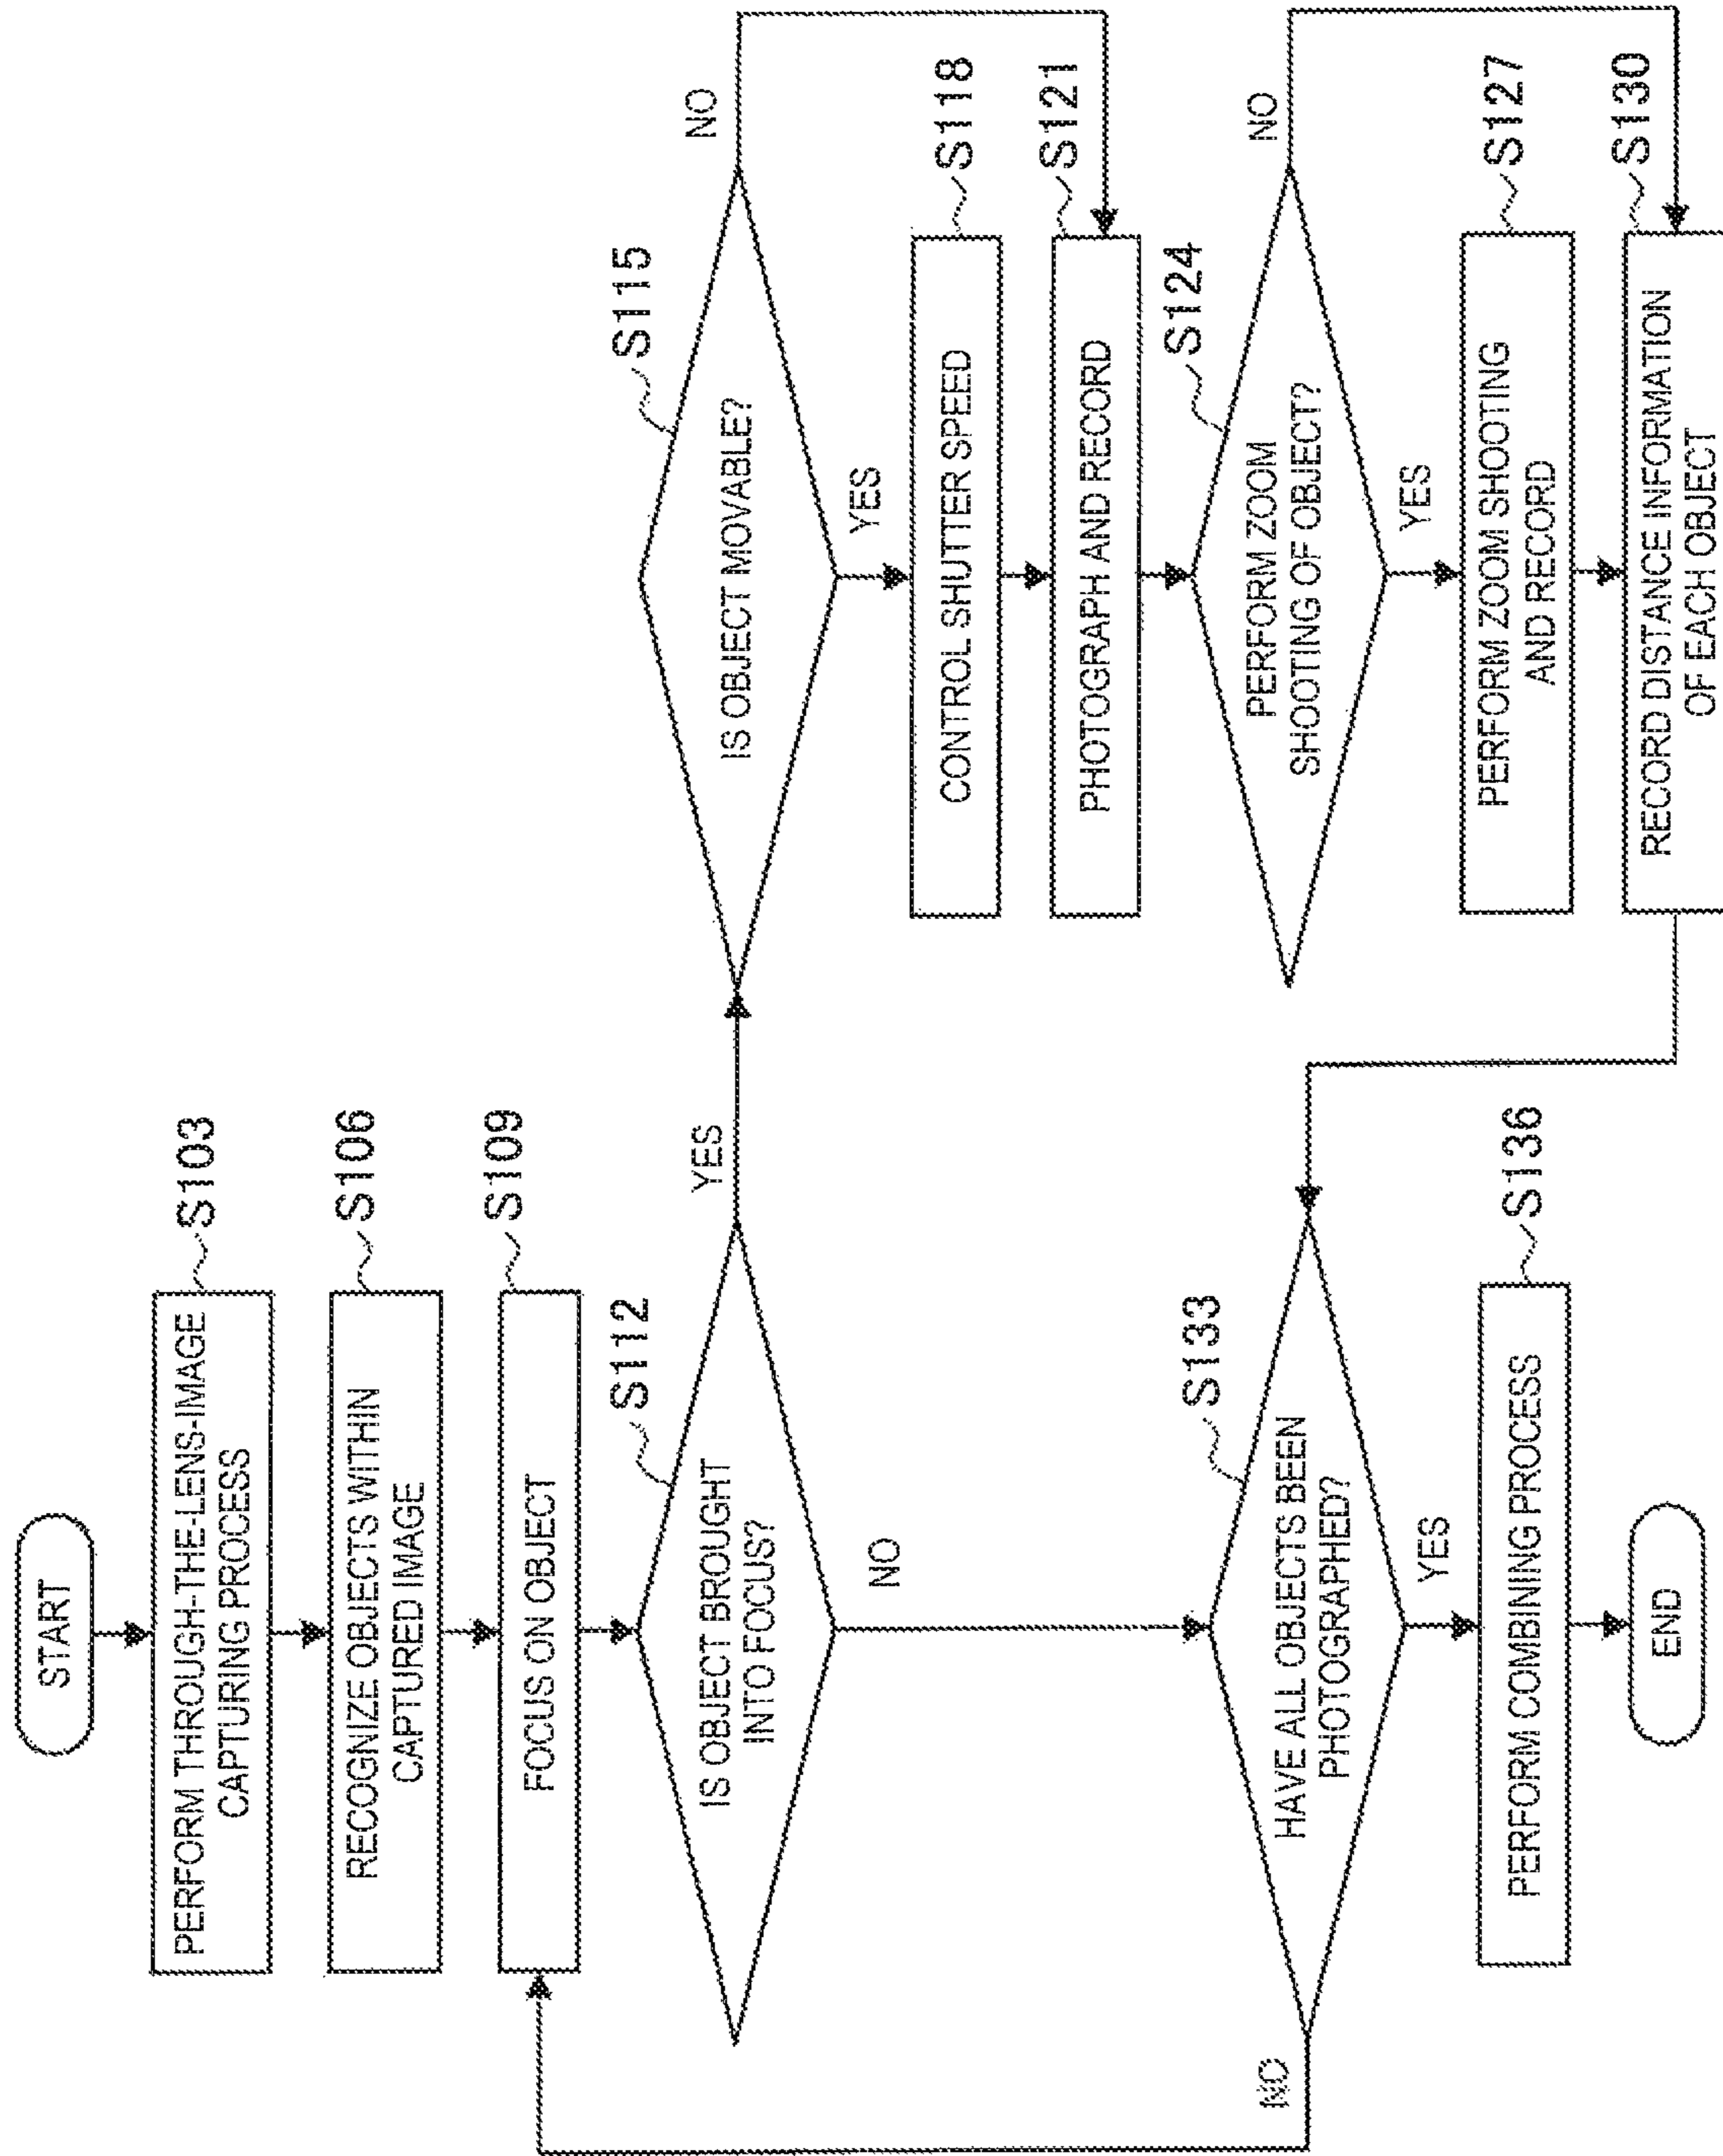 START
PERFORM THROUGH-THE-LENS-IMAGE
CAPTURING PROCESS
S103
RECOGNIZE OBJECTS WITHIN
CAPTURED IMAGE
S106
FOCUS ON OBJECT
S109
IS OBJECT BROUGHT
INTO FOCUS?
S112
YES
NO
IS OBJECT MOVABLE?
S115
NO
YES
CONTROL SHUTTER SPEED
S118
PHOTOGRAPH AND RECORD
S121
PERFORM ZOOM
SHOOTING OF OBJECT?
S124
NO
YES
PERFORM ZOOM SHOOTING
AND RECORD
S127
RECORD DISTANCE INFORMATION
OF EACH OBJECT
S130
HAVE ALL OBJECTS BEEN
PHOTOGRAPHED?
S133
NO
YES
PERFORM COMBINING PROCESS
S136
END